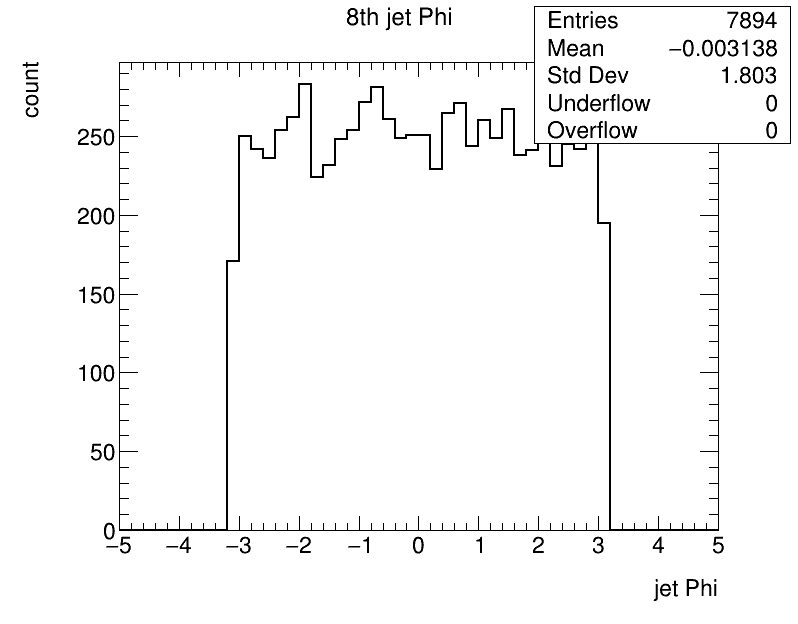 8th jet Phi
Entries 7894
Mean −0.003138
Std Dev 1.803
Underflow 0
Overflow 0
count
250
200
150
100
50
0
−5 −4 −3 −2 −1 0 1 2 3 4 5
jet Phi